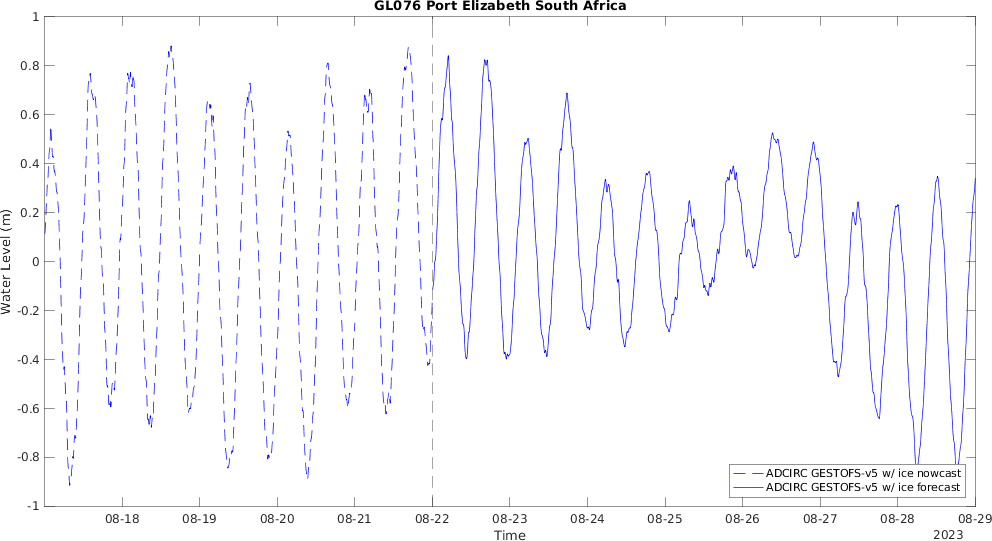 GL076 Port Elizabeth South Africa
1
0.8
0.6
0.4
0.2
0
-0.2
-0.4
-0.6
-0.8
-1
Water Level (m)
ADCIRC GESTOFS-v5 w/ ice nowcast
ADCIRC GESTOFS-v5 w/ ice forecast
08-18 08-19 08-20 08-21 08-22 08-23 08-24 08-25 08-26 08-27 08-28 08-29
Time
2023